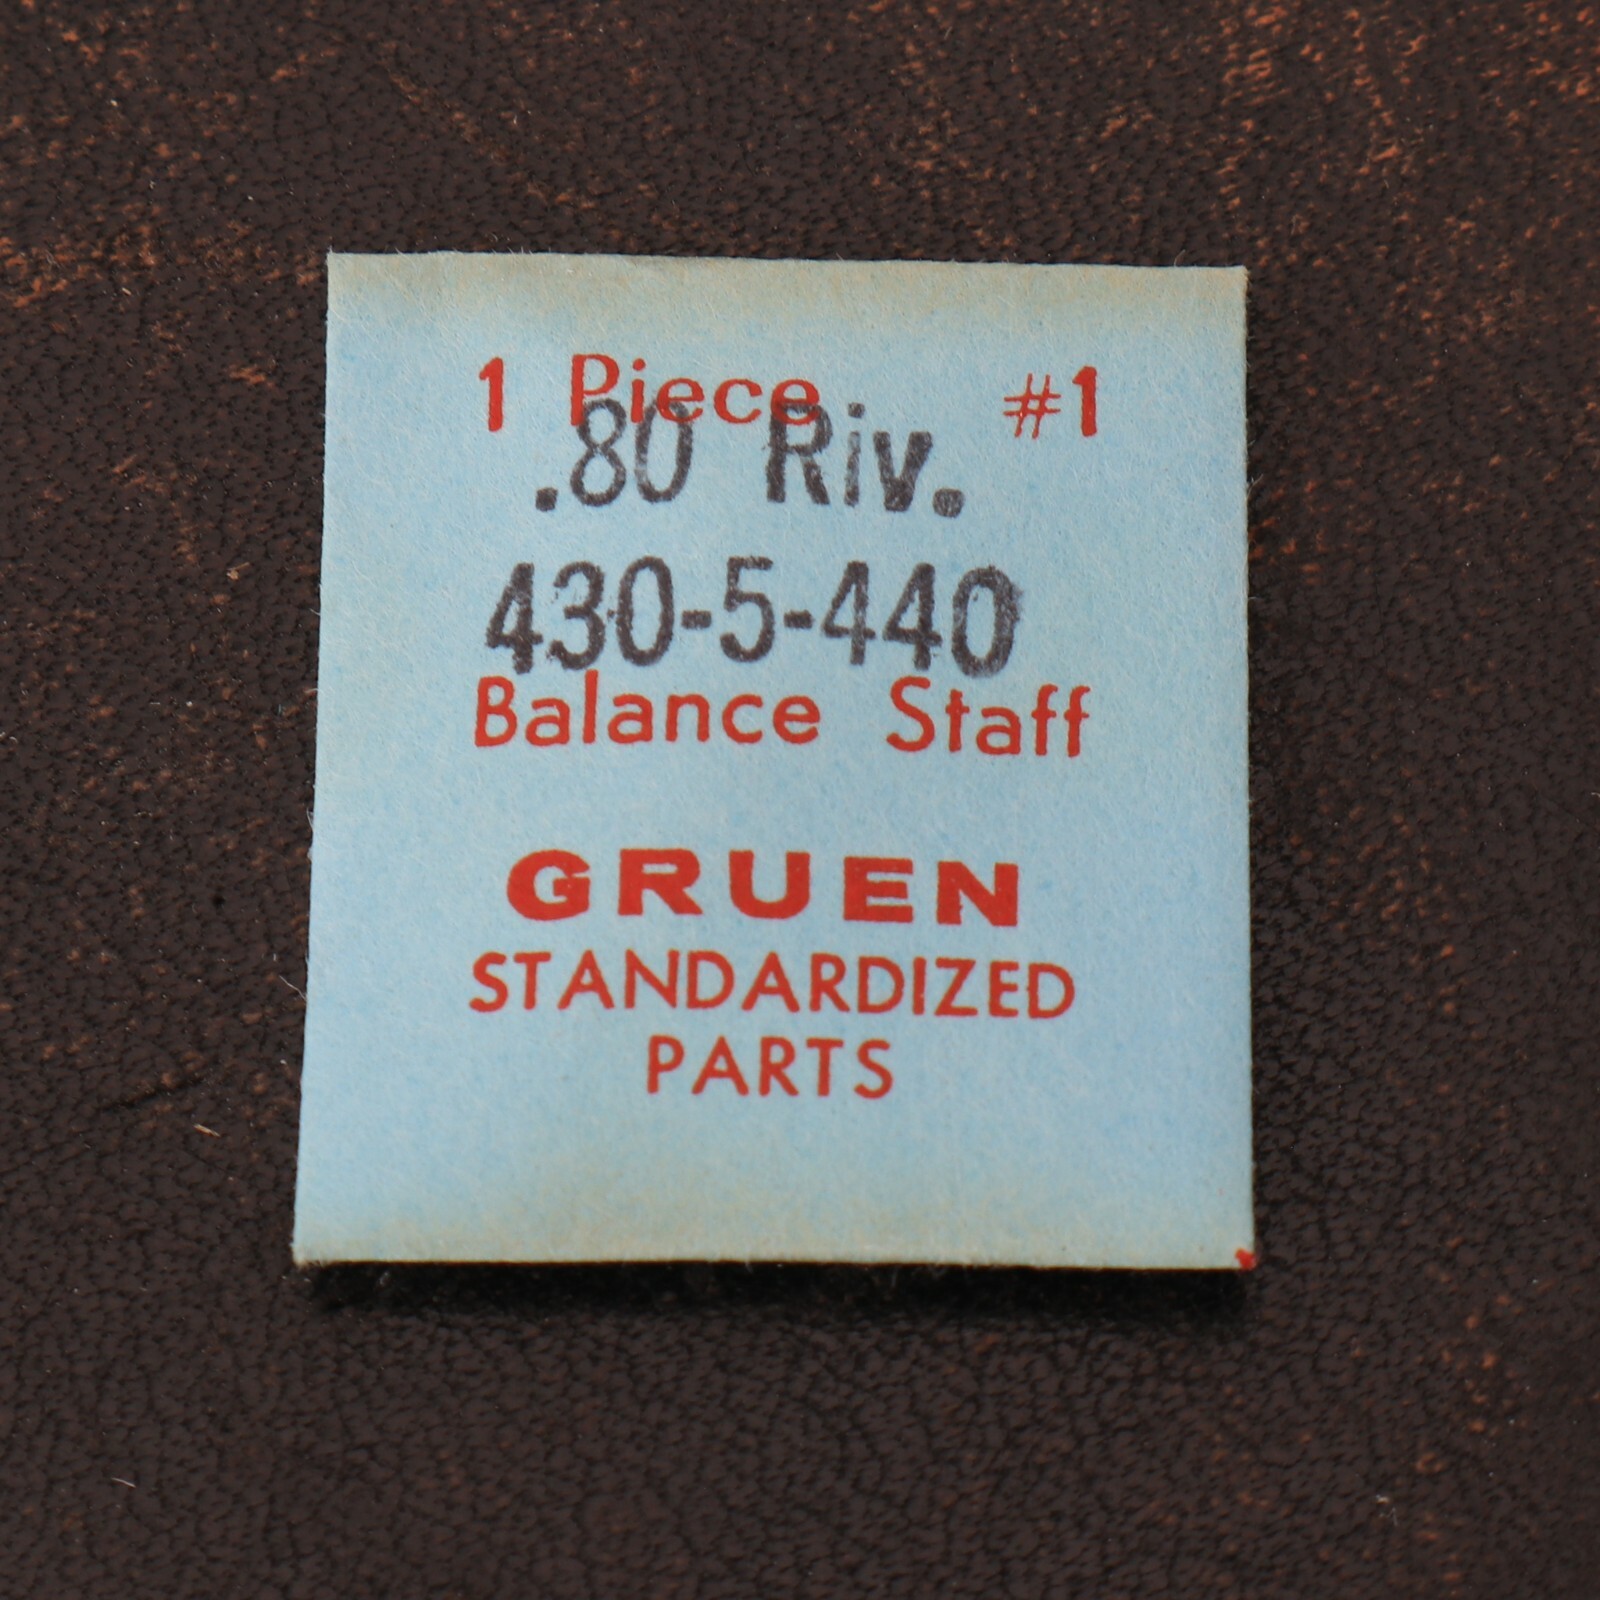 1 Piece #1
.80 Riv.
430-5-440
Balance Staff
GRUEN
STANDARDIZED
PARTS